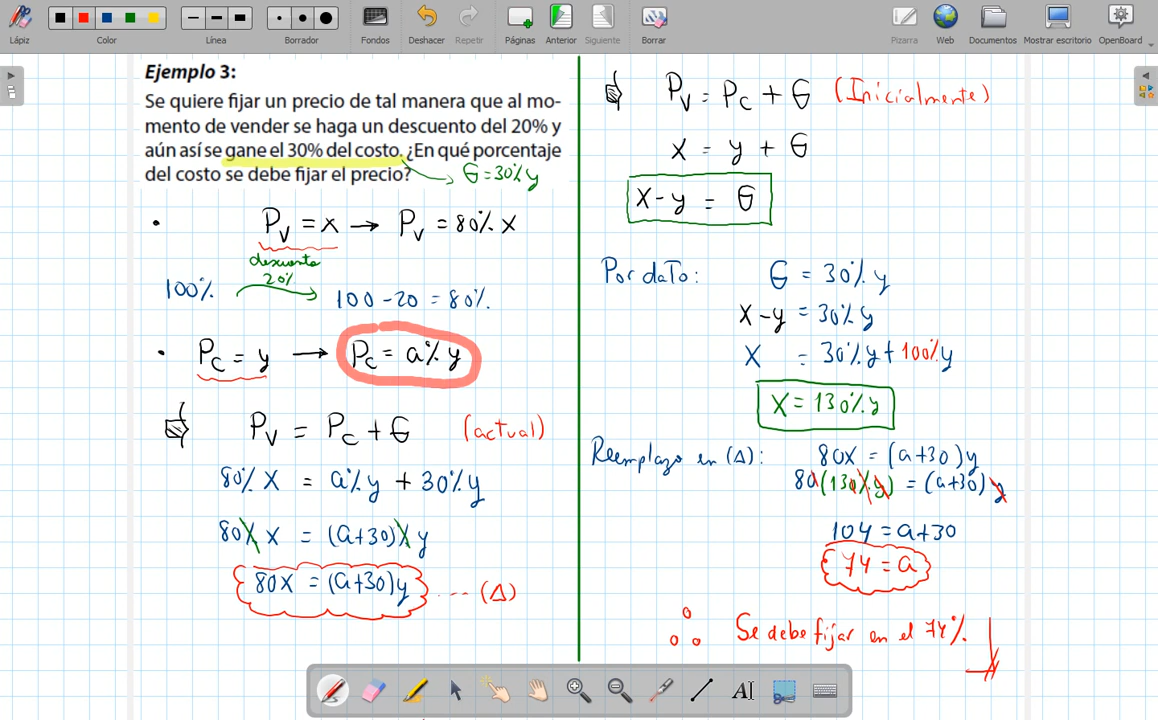 Lápiz
Color
Línea
Borrador
Fondos
Deshacer
Repetir
Páginas
Anterior
Siguiente
Borrar
Pizarra
Web
Documentos
Mostrar escritorio
OpenBoard
Ejemplo 3:
Se quiere fijar un precio de tal manera que al mo-
mento de vender se haga un descuento del 20% y
aún así se gane el 30% del costo. ¿En qué porcentaje
del costo se debe fijar el precio?
G = 30% y
• Pv = x → Pv = 80% x
descuento
20%
100%
100 - 20 = 80%.
• Pc = y → Pc = a% y
Pv = Pc + G (actual)
80% x = a% y + 30% y
80% x = (a+30)% y
80x = (a+30)y .... (Δ)
Pv = Pc + G (Inicialmente)
x = y + G
x - y = G
Por daTo: G = 30% y
x - y = 30% y
x = 30% y + 100% y
x = 130% y
Reemplazo en (Δ): 80x = (a+30)y
80(130% y) = (a+30)y
104 = a+30
74 = a
∴ Se debe fijar en el 74%.
AI